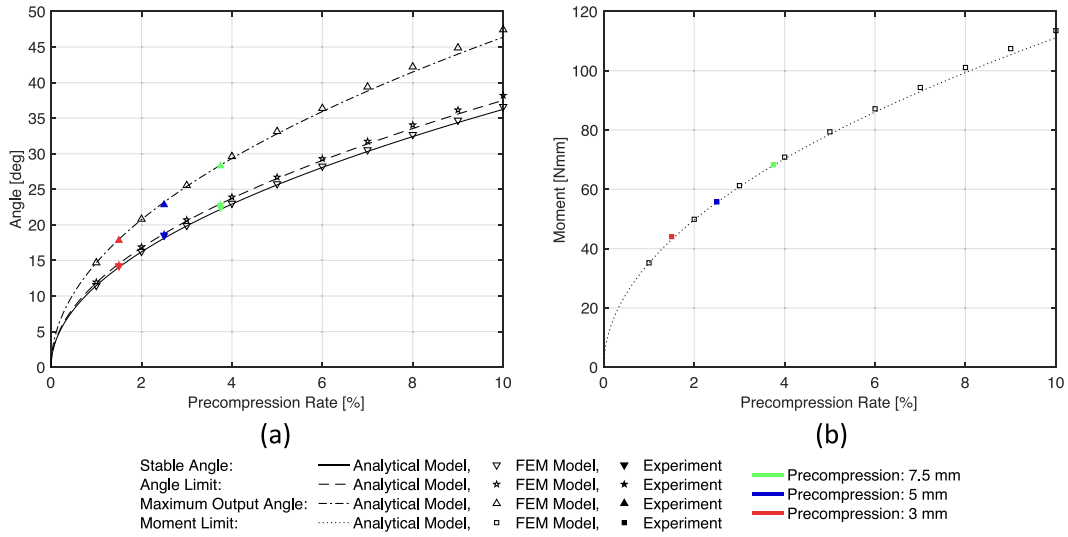 50
45
40
35
30
25
20
15
10
5
0
Angle [deg]
0 2 4 6 8 10
Precompression Rate [%]
(a)
120
100
80
60
40
20
0
Moment [Nmm]
0 2 4 6 8 10
Precompression Rate [%]
(b)
Stable Angle: Analytical Model, FEM Model, Experiment
Angle Limit: Analytical Model, FEM Model, Experiment
Maximum Output Angle: Analytical Model, FEM Model, Experiment
Moment Limit: Analytical Model, FEM Model, Experiment
Precompression: 7.5 mm
Precompression: 5 mm
Precompression: 3 mm